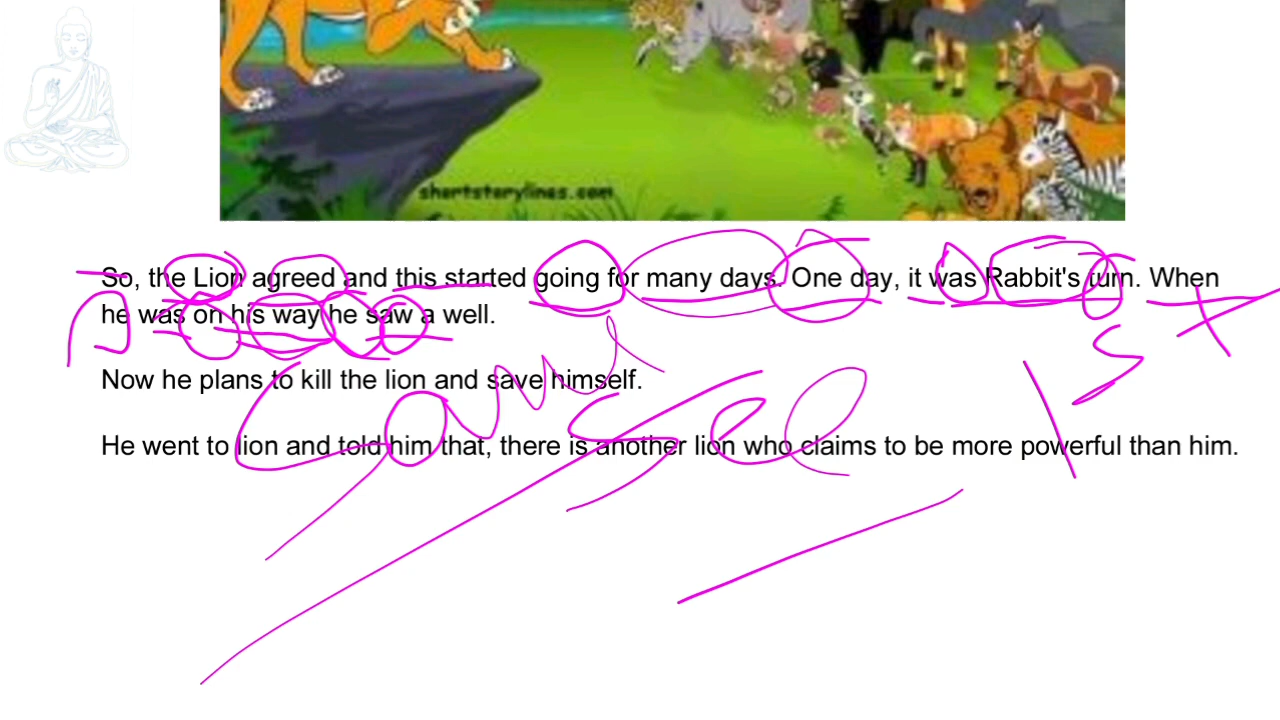 shortstorylines.com
So, the Lion agreed and this started going for many days. One day, it was Rabbit's turn. When
he was on his way he saw a well.
Now he plans to kill the lion and save himself.
He went to lion and told him that, there is another lion who claims to be more powerful than him.
saw
see
1st